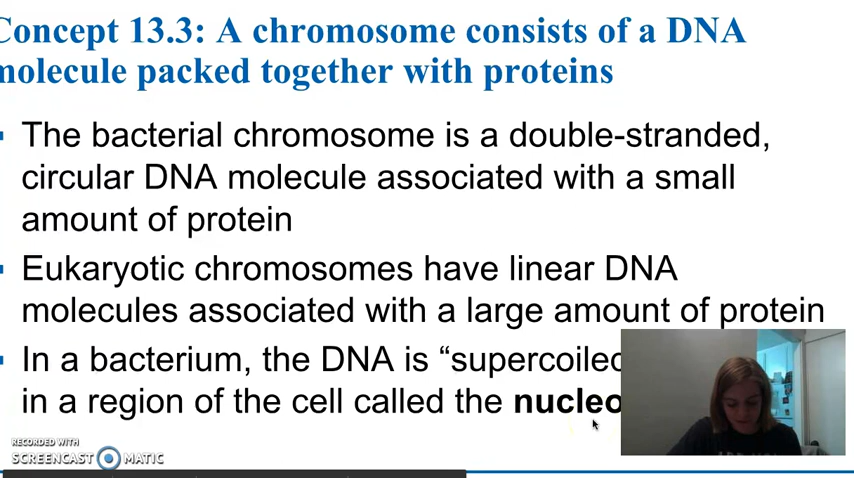 Concept 13.3: A chromosome consists of a DNA
molecule packed together with proteins
The bacterial chromosome is a double-stranded,
circular DNA molecule associated with a small
amount of protein
Eukaryotic chromosomes have linear DNA
molecules associated with a large amount of protein
In a bacterium, the DNA is “supercoiled
in a region of the cell called the
RECORDED WITH
SCREENCAST MATIC